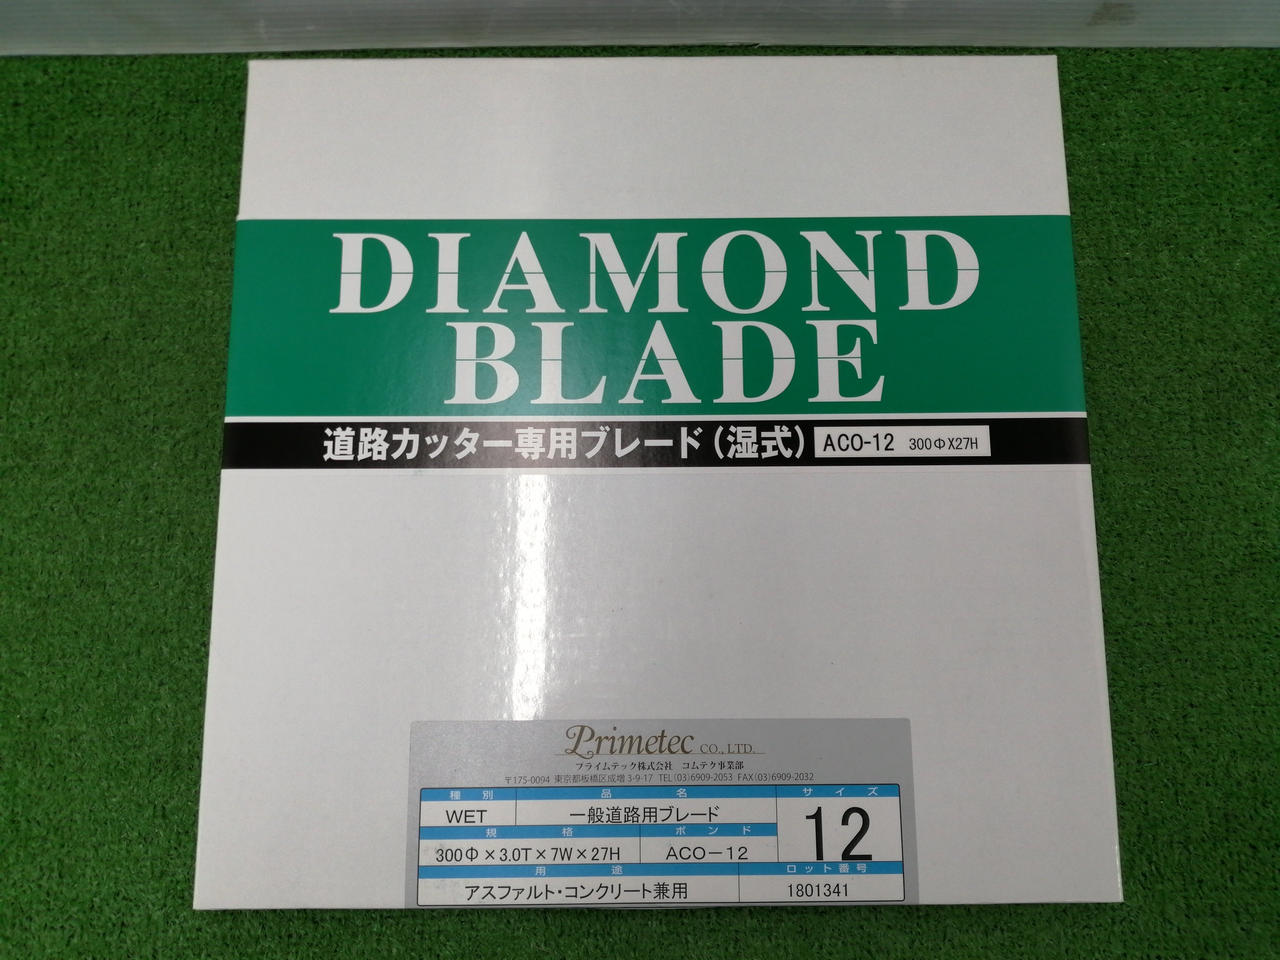 DIAMOND
BLADE
道路カッター専用ブレード(湿式) ACO-12 300ΦX27H
Primetec CO., LTD.
プライムテック株式会社 コムテク事業部
〒175-0094 東京都板橋区成増3-9-17 TEL(03)6909-2053 FAX(03)6909-2032
種別 品名 サイズ
WET 一般道路用ブレード 12
規格 ボンド
300Φ×3.0T×7W×27H ACO-12
用途 ロット番号
アスファルト・コンクリート兼用 1801341